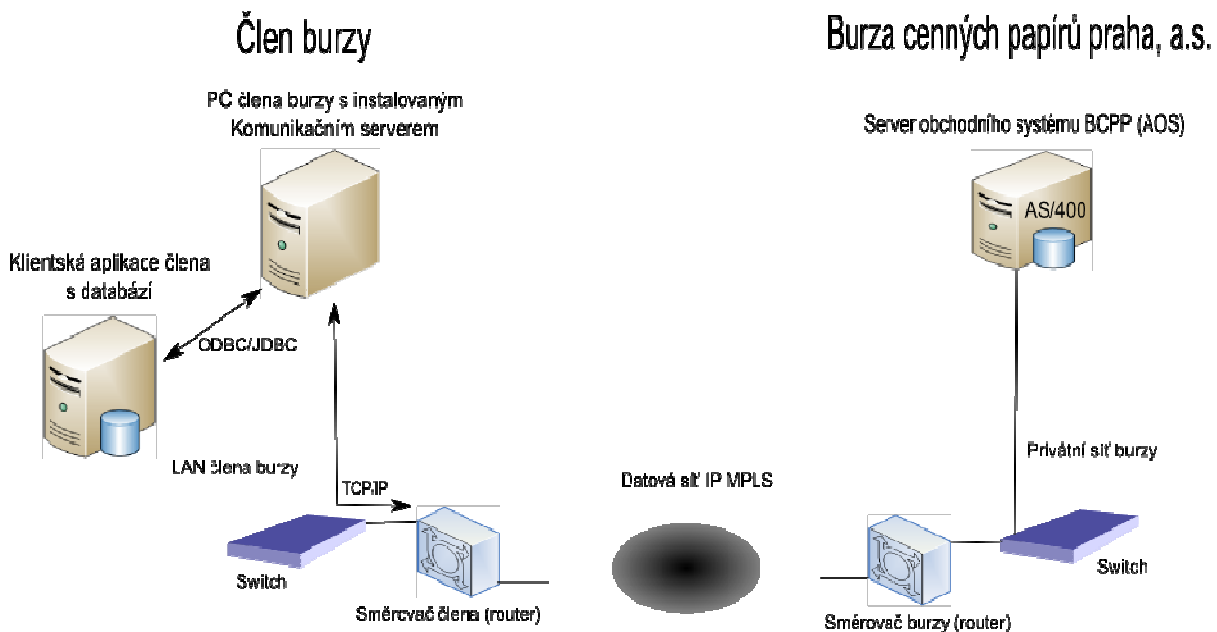 Člen burzy
Burza cenných papírů praha, a.s.
PC člena burzy s instalovaným
Komunikačním serverem
Server obchodního systému BCPP (AOS)
AS/400
Klientská aplikace člena
s databází
ODBC/JDBC
LAN člena burzy
TCP/IP
Datová síť IP MPLS
Privátní síť burzy
Switch
Switch
Směrovač člena (router)
Směrovač burzy (router)